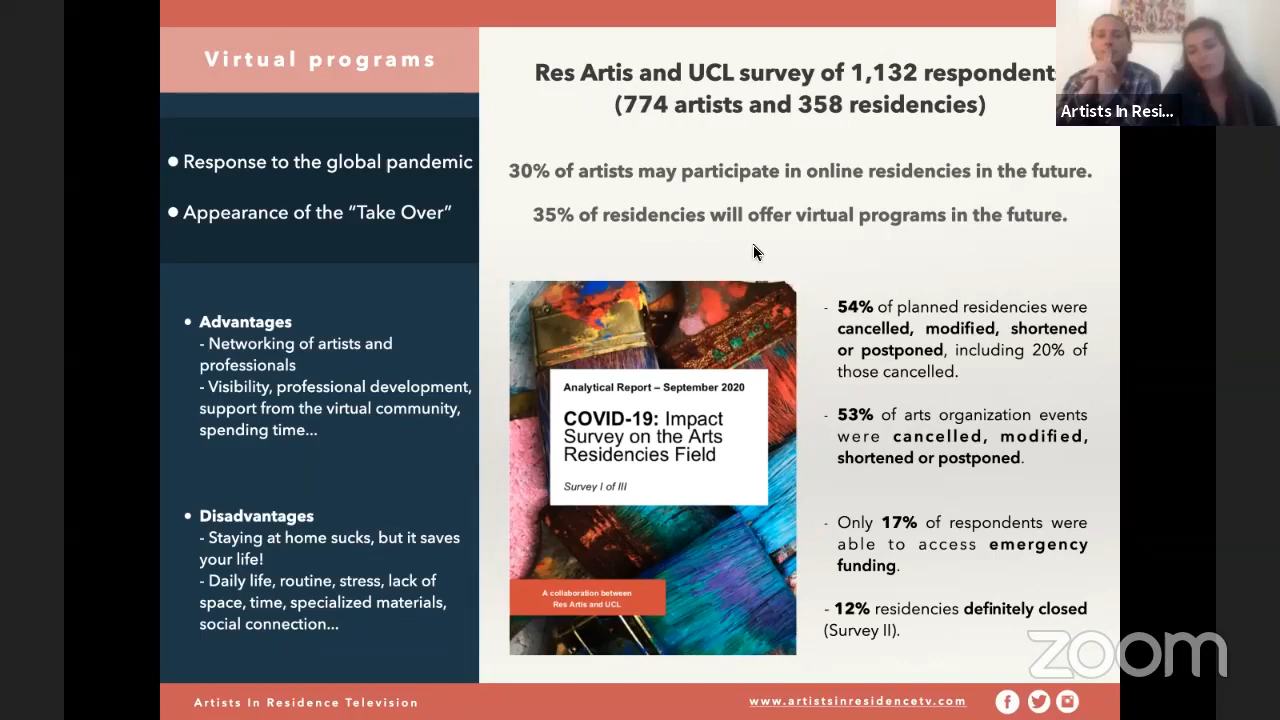 Virtual programs
● Response to the global pandemic
● Appearance of the “Take Over”
• Advantages
- Networking of artists and
professionals
- Visibility, professional development,
support from the virtual community,
spending time...
• Disadvantages
- Staying at home sucks, but it saves
your life!
- Daily life, routine, stress, lack of
space, time, specialized materials,
social connection...
Res Artis and UCL survey of 1,132 respondent
(774 artists and 358 residencies)
30% of artists may participate in online residencies in the future.
35% of residencies will offer virtual programs in the future.
Analytical Report – September 2020
COVID-19: Impact
Survey on the Arts
Residencies Field
Survey I of III
A collaboration between
Res Artis and UCL
- 54% of planned residencies were
cancelled, modified, shortened
or postponed, including 20% of
those cancelled.
- 53% of arts organization events
were cancelled, modified,
shortened or postponed.
- Only 17% of respondents were
able to access emergency
funding.
- 12% residencies definitely closed
(Survey II).
Artists In Resi...
zoom
Artists In Residence Television
www.artistsinresidencetv.com